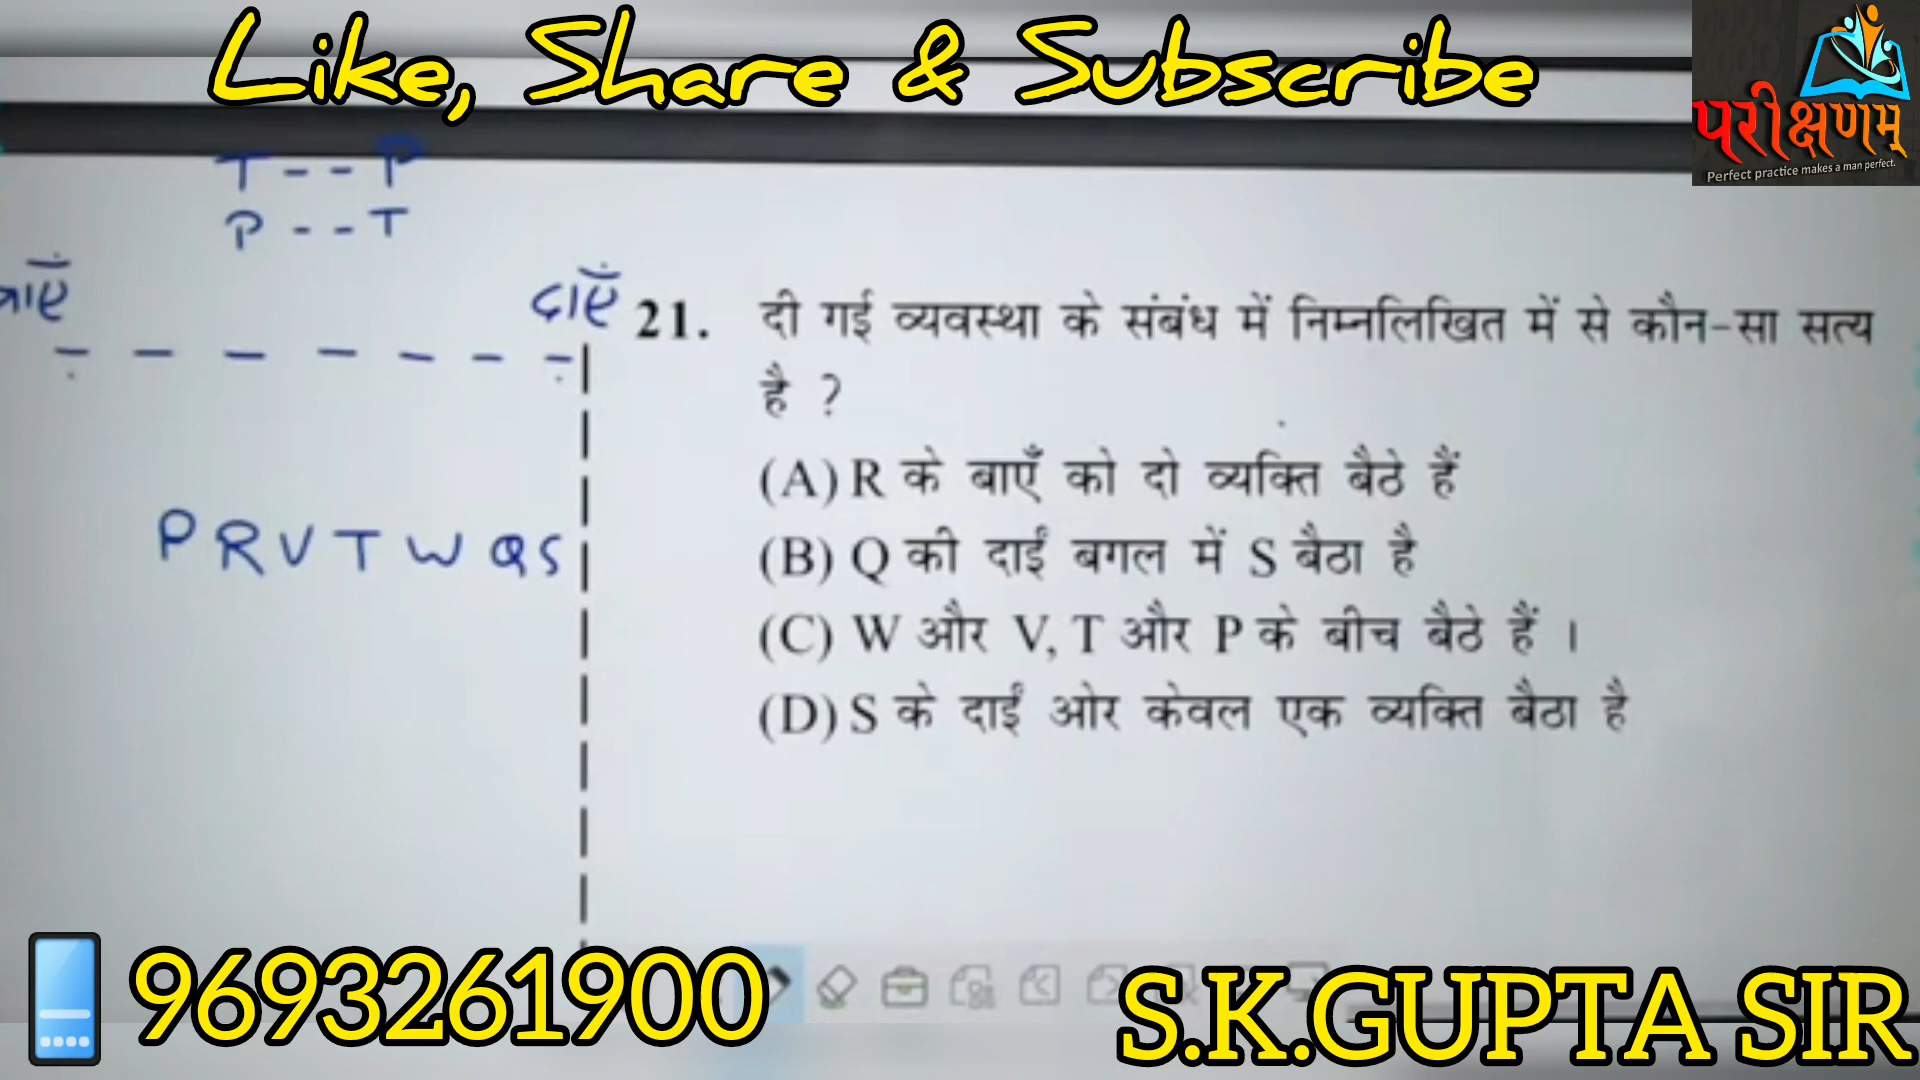 Like, Share & Subscribe
परीक्षणम्
Perfect practice makes a man perfect.
T - - P
P - - T
दाएँ
P R V T W Q S
21. दी गई व्यवस्था के संबंध में निम्नलिखित में से कौन-सा सत्य
है ?
(A) R के बाएँ को दो व्यक्ति बैठे हैं
(B) Q की दाईं बगल में S बैठा है
(C) W और V, T और P के बीच बैठे हैं ।
(D) S के दाईं ओर केवल एक व्यक्ति बैठा है
9693261900
S.K.GUPTA SIR